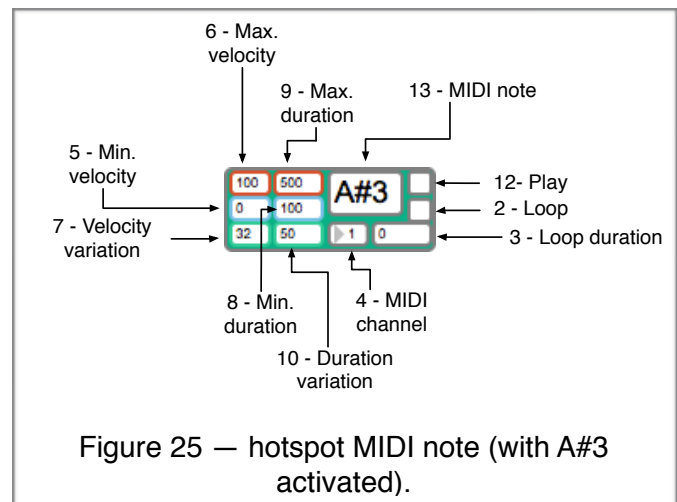 6 - Max.
velocity
9 - Max.
duration
13 - MIDI note
5 - Min.
velocity
100 500 A#3
12- Play
0 100
2 - Loop
7 - Velocity
variation
32 50 1 0
3 - Loop duration
8 - Min.
duration
4 - MIDI
channel
10 - Duration
variation
Figure 25 — hotspot MIDI note (with A#3
activated).